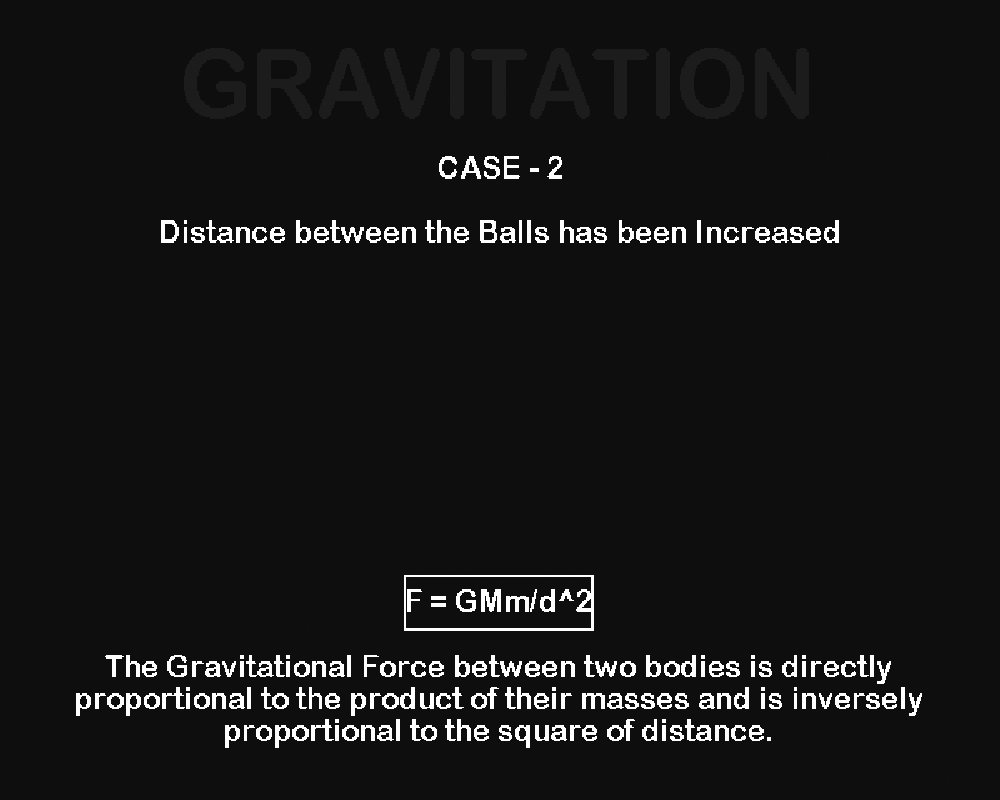 GRAVITATION
CASE - 2
Distance between the Balls has been Increased
F = GMm/d^2
The Gravitational Force between two bodies is directly
proportional to the product of their masses and is inversely
proportional to the square of distance.